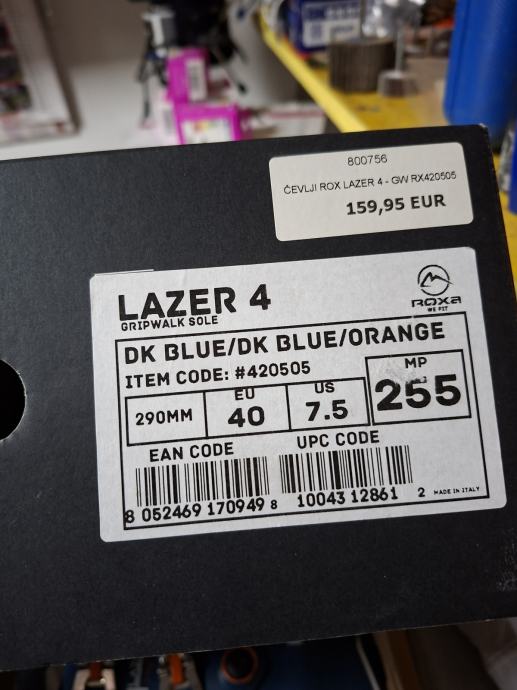 800756
ČEVLJI ROX LAZER 4 - GW RX420505
159,95 EUR
LAZER 4
GRIPWALK SOLE
ROXA
WE FIT
DK BLUE/DK BLUE/ORANGE
ITEM CODE: #420505
290MM
EU
40
US
7.5
MP
255
EAN CODE
UPC CODE
8 052469 170949
8 10043 12861 2
MADE IN ITALY